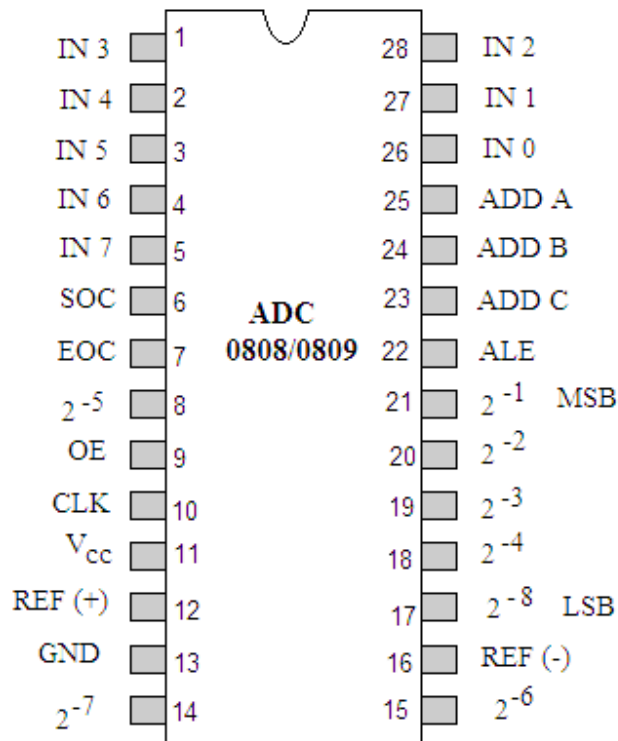 IN 3 1 28 IN 2
IN 4 2 27 IN 1
IN 5 3 26 IN 0
IN 6 4 25 ADD A
IN 7 5 24 ADD B
SOC 6 23 ADD C
ADC
EOC 7 0808/0809 22 ALE
2⁻⁵ 8 21 2⁻¹ MSB
OE 9 20 2⁻²
CLK 10 19 2⁻³
V_CC 11 18 2⁻⁴
REF (+) 12 17 2⁻⁸ LSB
GND 13 16 REF (-)
2⁻⁷ 14 15 2⁻⁶